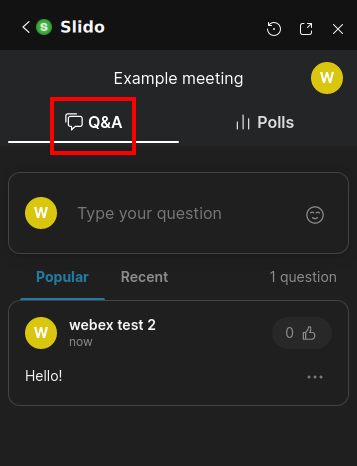 S Slido
Example meeting
W
Q&A
Polls
W Type your question
Popular Recent 1 question
W webex test 2
now
0
Hello!